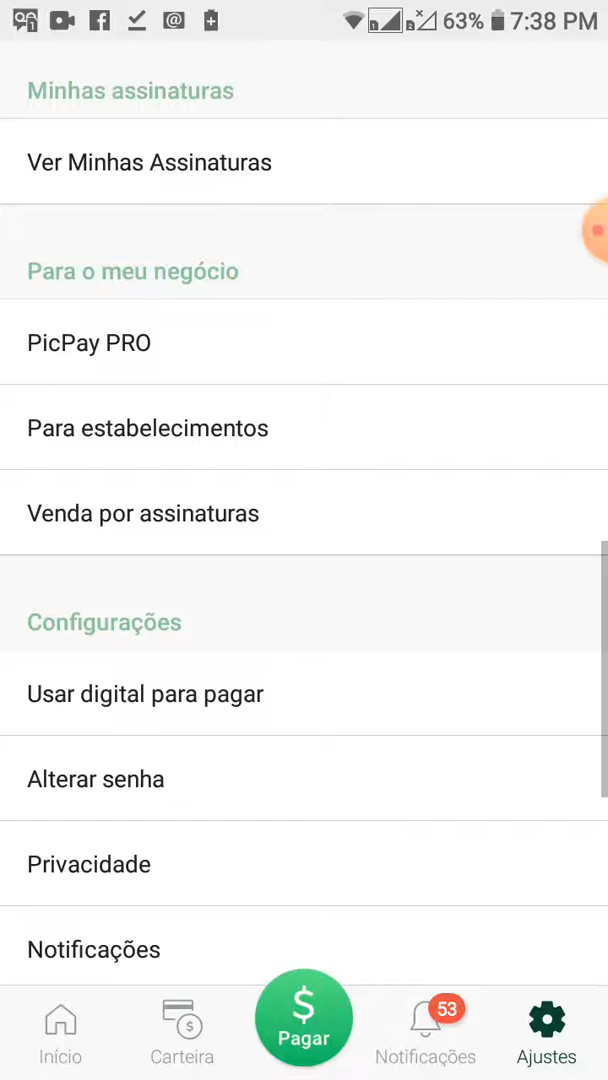 63% 7:38 PM
Minhas assinaturas
Ver Minhas Assinaturas
Para o meu negócio
PicPay PRO
Para estabelecimentos
Venda por assinaturas
Configurações
Usar digital para pagar
Alterar senha
Privacidade
Notificações
$
Pagar
53
Início
Carteira
Notificações
Ajustes